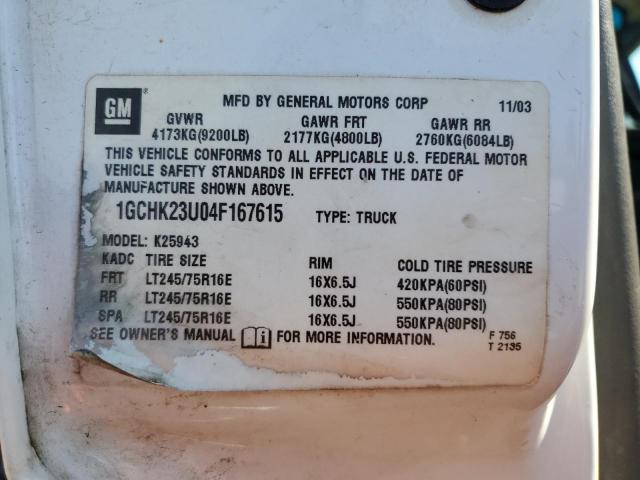 GM ®
MFD BY GENERAL MOTORS CORP 11/03
GVWR GAWR FRT GAWR RR
4173KG(9200LB) 2177KG(4800LB) 2760KG(6084LB)
THIS VEHICLE CONFORMS TO ALL APPLICABLE U.S. FEDERAL MOTOR
VEHICLE SAFETY STANDARDS IN EFFECT ON THE DATE OF
MANUFACTURE SHOWN ABOVE.
1GCHK23U04F167615 TYPE: TRUCK
MODEL: K25943
KADC TIRE SIZE RIM COLD TIRE PRESSURE
FRT LT245/75R16E 16X6.5J 420KPA(60PSI)
RR LT245/75R16E 16X6.5J 550KPA(80PSI)
SPA LT245/75R16E 16X6.5J 550KPA(80PSI)
SEE OWNER'S MANUAL i FOR MORE INFORMATION.
F 756
T 2135